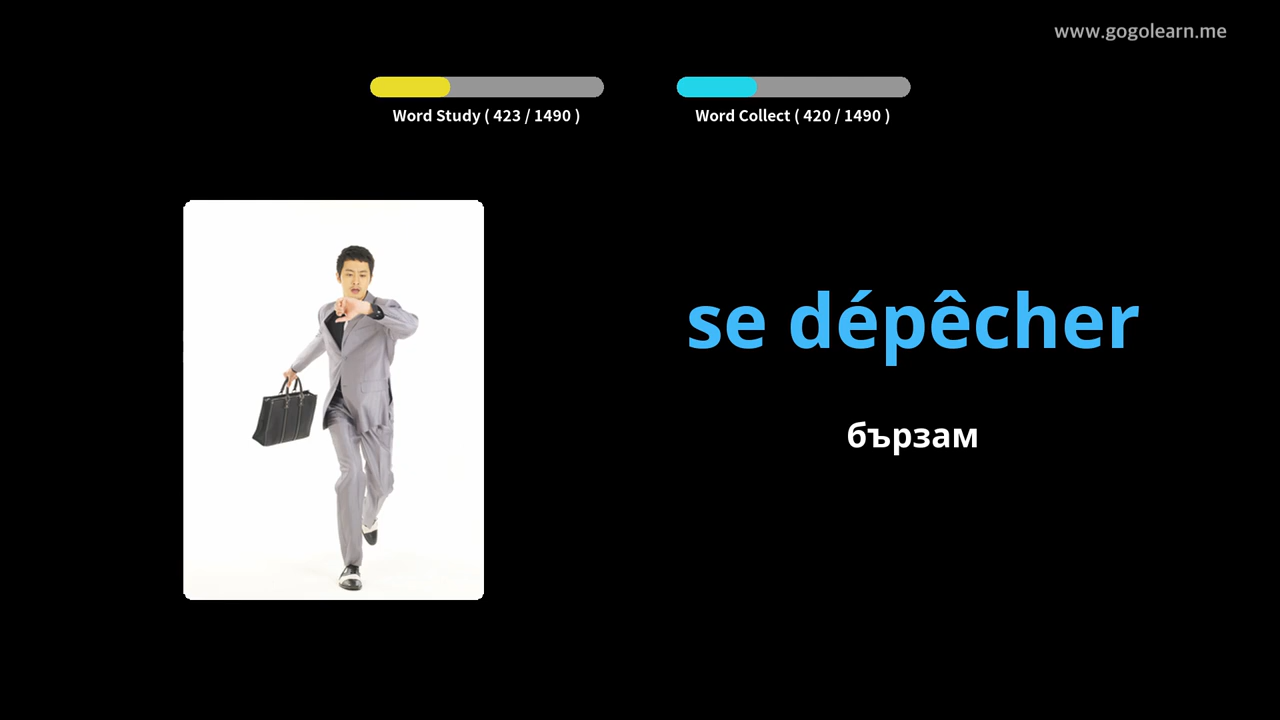 www.gogolearn.me
Word Study ( 423 / 1490 )
Word Collect ( 420 / 1490 )
se dépêcher
бързам